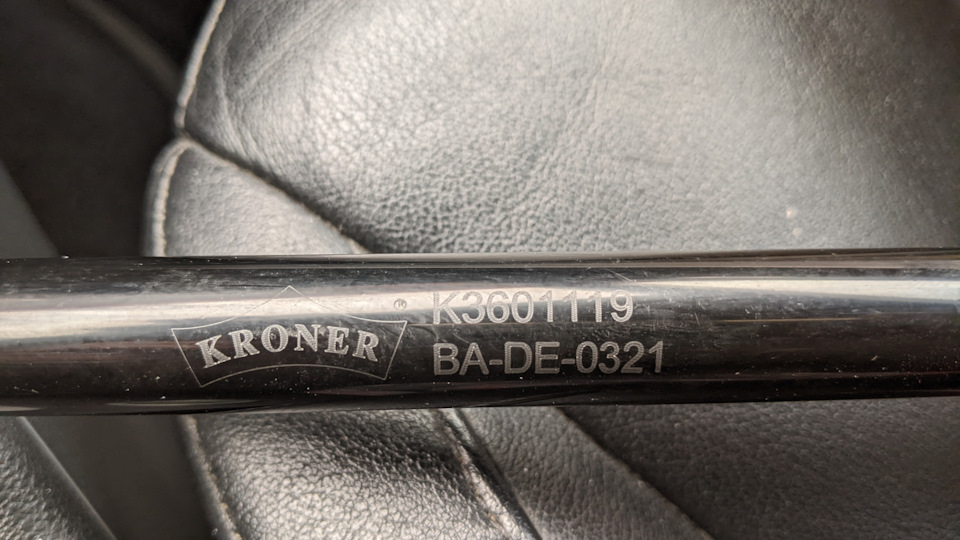 KRONER
®
K3601119
BA-DE-0321